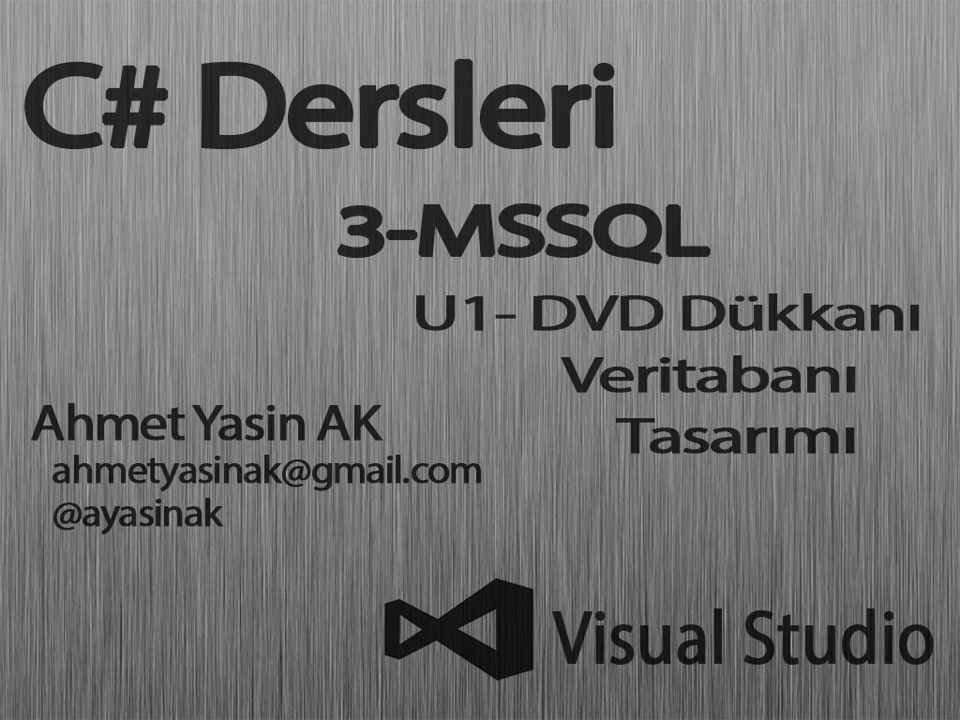 C# Dersleri
3-MSSQL
U1- DVD Dükkanı
Veritabanı
Tasarımı
Ahmet Yasin AK
ahmetyasinak@gmail.com
@ayasinak
Visual Studio